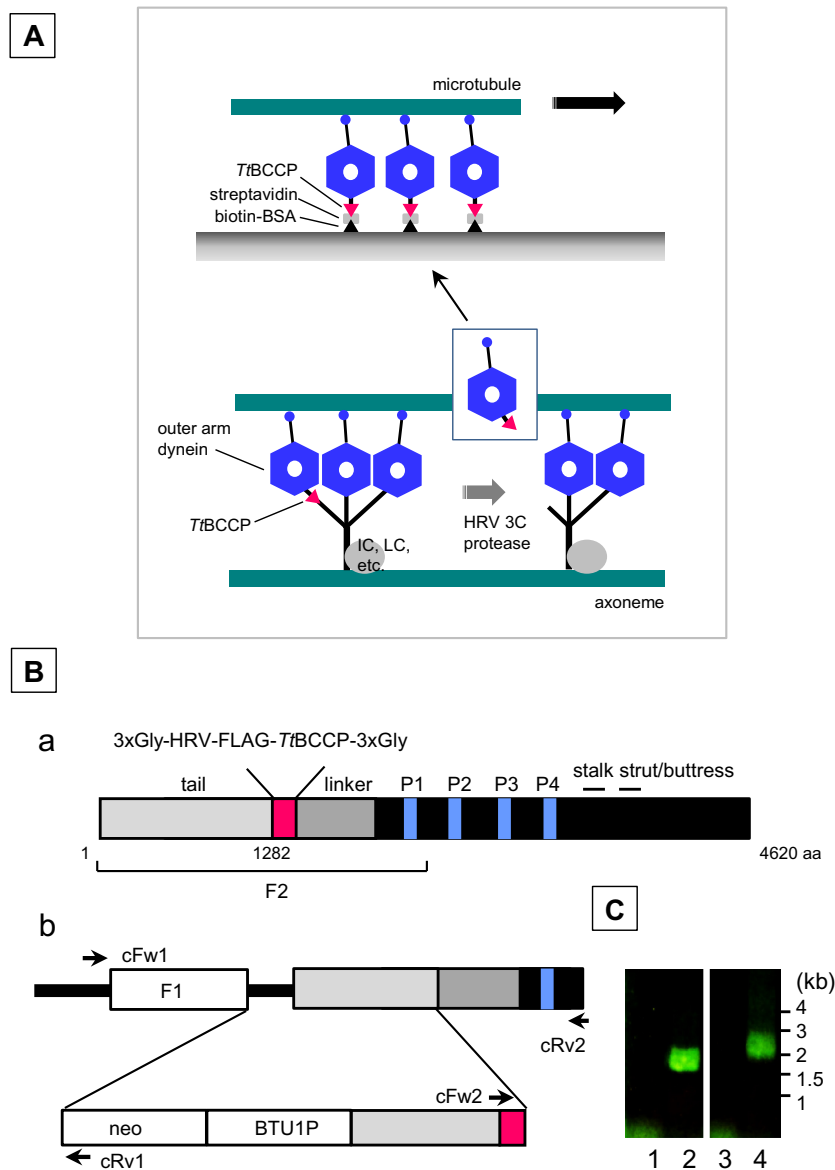 A
microtubule
TtBCCP
streptavidin
biotin-BSA
outer arm
dynein
TtBCCP
HRV 3C
protease
IC, LC,
etc.
axoneme
B
a
3xGly-HRV-FLAG-TtBCCP-3xGly
tail
linker
P1
P2
P3
P4
stalk strut/buttress
1
1282
4620 aa
F2
b
cFw1
F1
cRv2
cFw2
neo
BTU1P
cRv1
C
(kb)
4
3
2
1.5
1
1 2 3 4